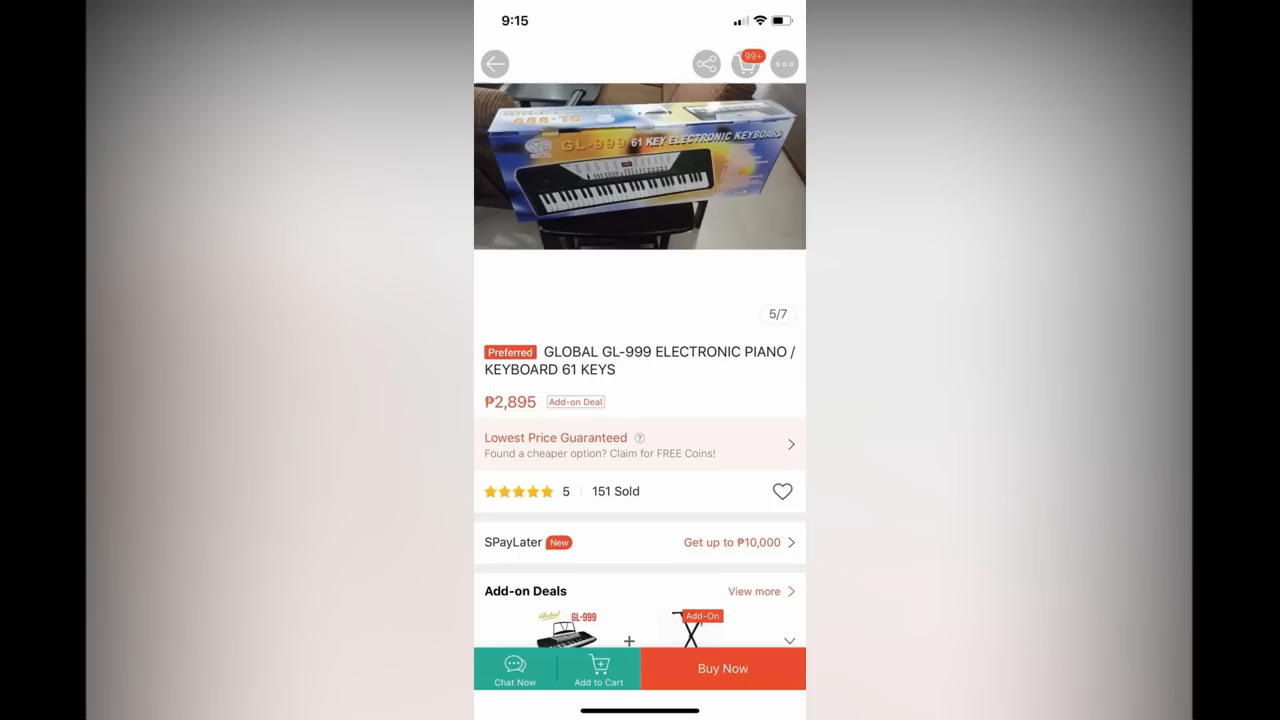 9:15
99+
GL-999
GL-999 61 KEY ELECTRONIC KEYBOARD
5/7
Preferred GLOBAL GL-999 ELECTRONIC PIANO /
KEYBOARD 61 KEYS
₱2,895 Add-on Deal
Lowest Price Guaranteed ?
Found a cheaper option? Claim for FREE Coins!
5 151 Sold
SPayLater New Get up to ₱10,000
Add-on Deals View more
Global GL-999 Add-On
Chat Now Add to Cart Buy Now